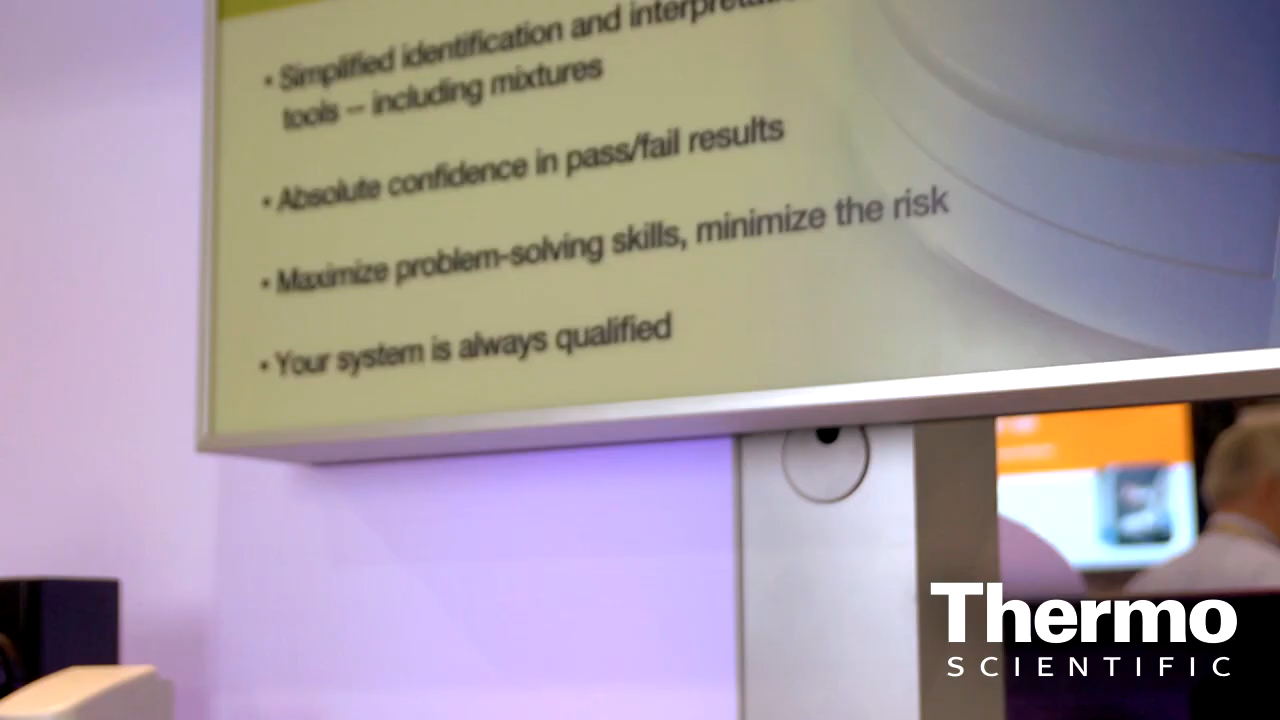 • Simplified identification and interpretation
tools – including mixtures
• Absolute confidence in pass/fail results
• Maximize problem-solving skills, minimize the risk
• Your system is always qualified
Thermo
SCIENTIFIC